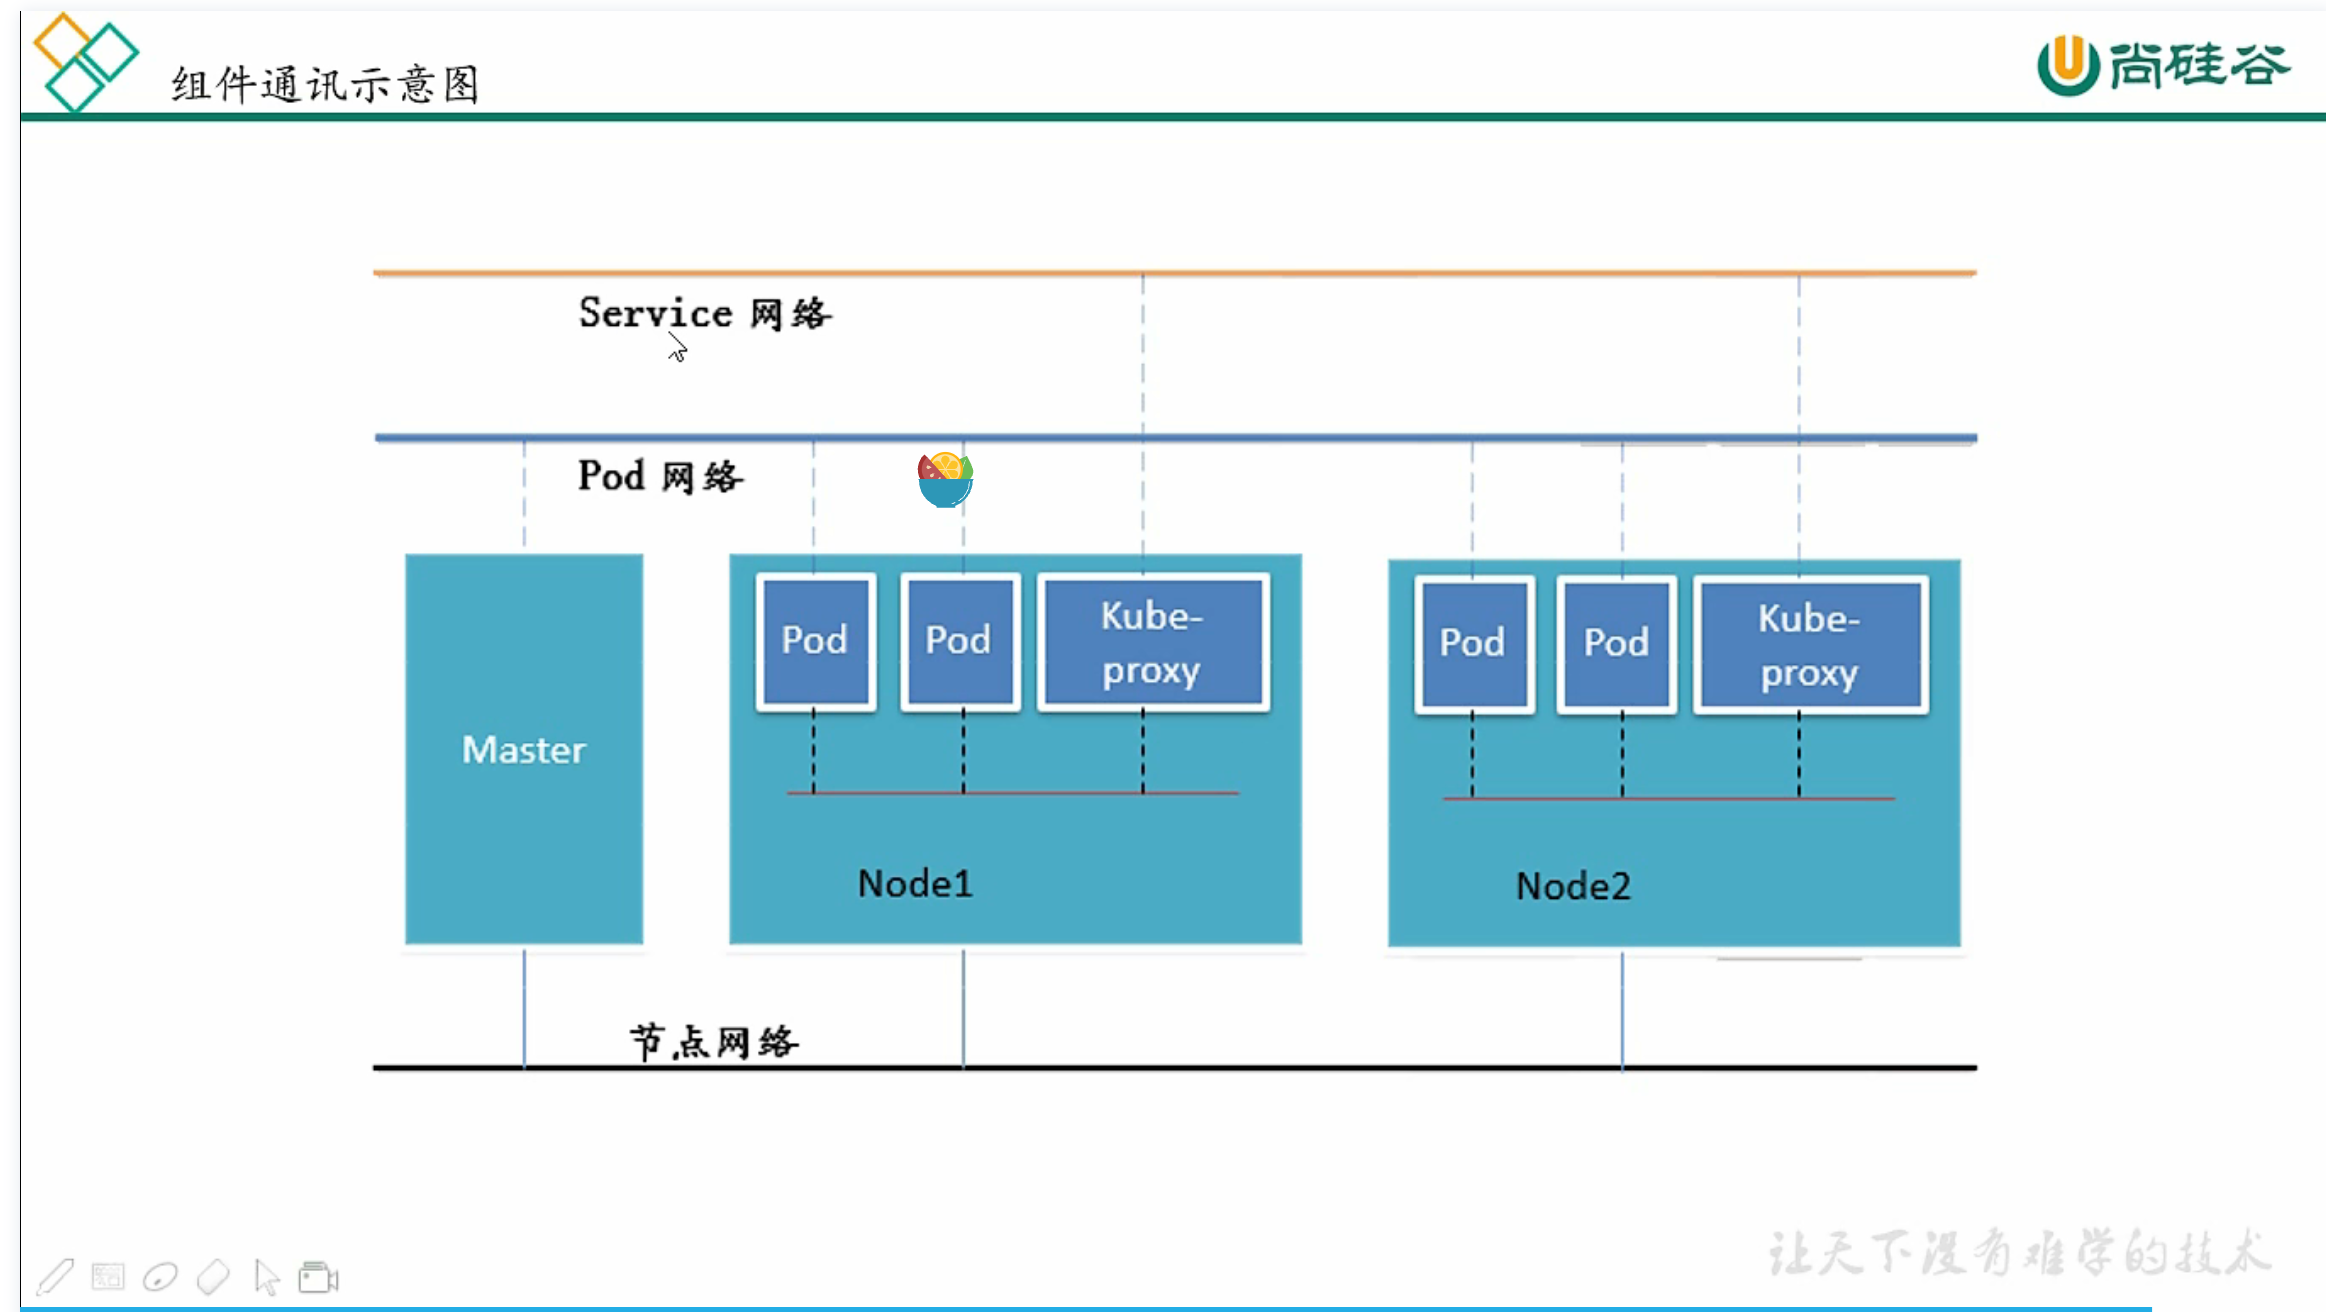 组件通讯示意图
尚硅谷
Service 网络
Pod 网络
Master
Pod
Pod
Kube-
proxy
Node1
Pod
Pod
Kube-
proxy
Node2
节点网络
让天下没有难学的技术